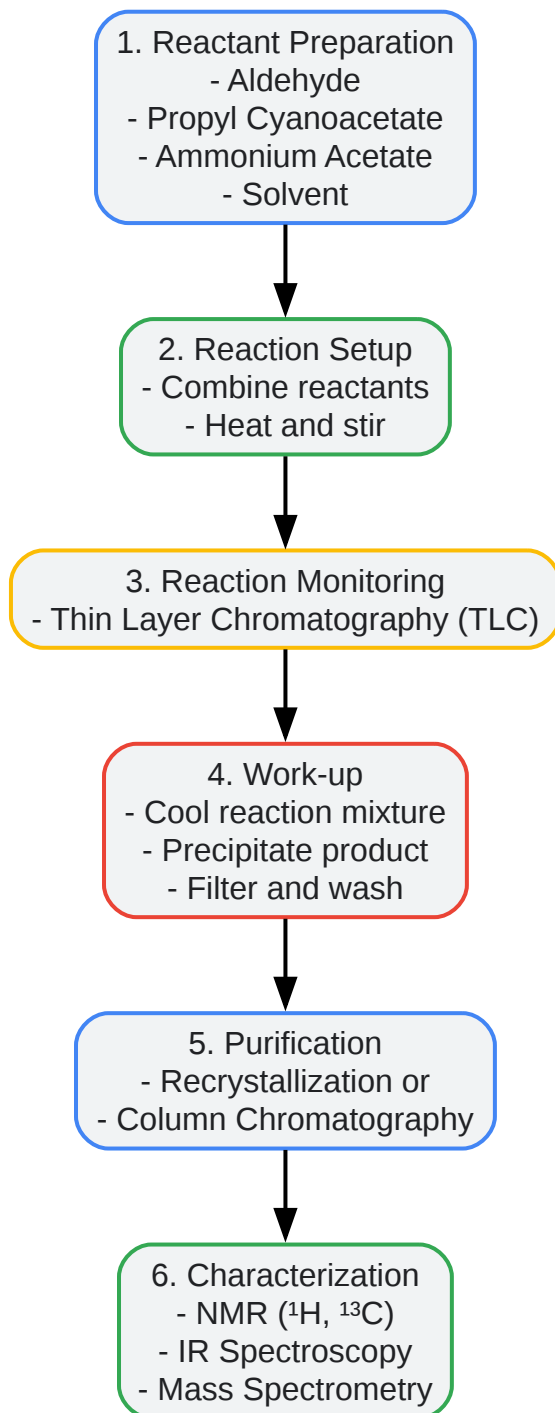 1. Reactant Preparation
- Aldehyde
- Propyl Cyanoacetate
- Ammonium Acetate
- Solvent
2. Reaction Setup
- Combine reactants
- Heat and stir
3. Reaction Monitoring
- Thin Layer Chromatography (TLC)
4. Work-up
- Cool reaction mixture
- Precipitate product
- Filter and wash
5. Purification
- Recrystallization or
- Column Chromatography
6. Characterization
- NMR (¹H, ¹³C)
- IR Spectroscopy
- Mass Spectrometry